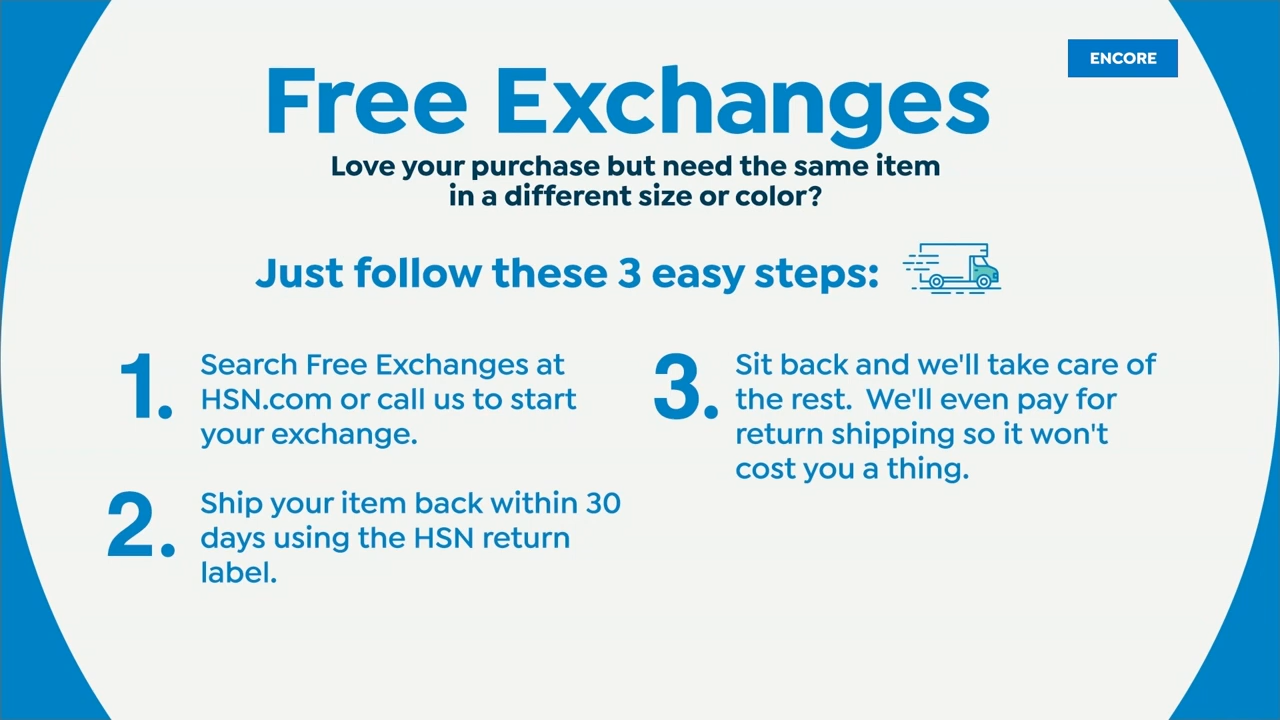 ENCORE
Free Exchanges
Love your purchase but need the same item
in a different size or color?
Just follow these 3 easy steps:
1. Search Free Exchanges at
HSN.com or call us to start
your exchange.
2. Ship your item back within 30
days using the HSN return
label.
3. Sit back and we'll take care of
the rest.  We'll even pay for
return shipping so it won't
cost you a thing.